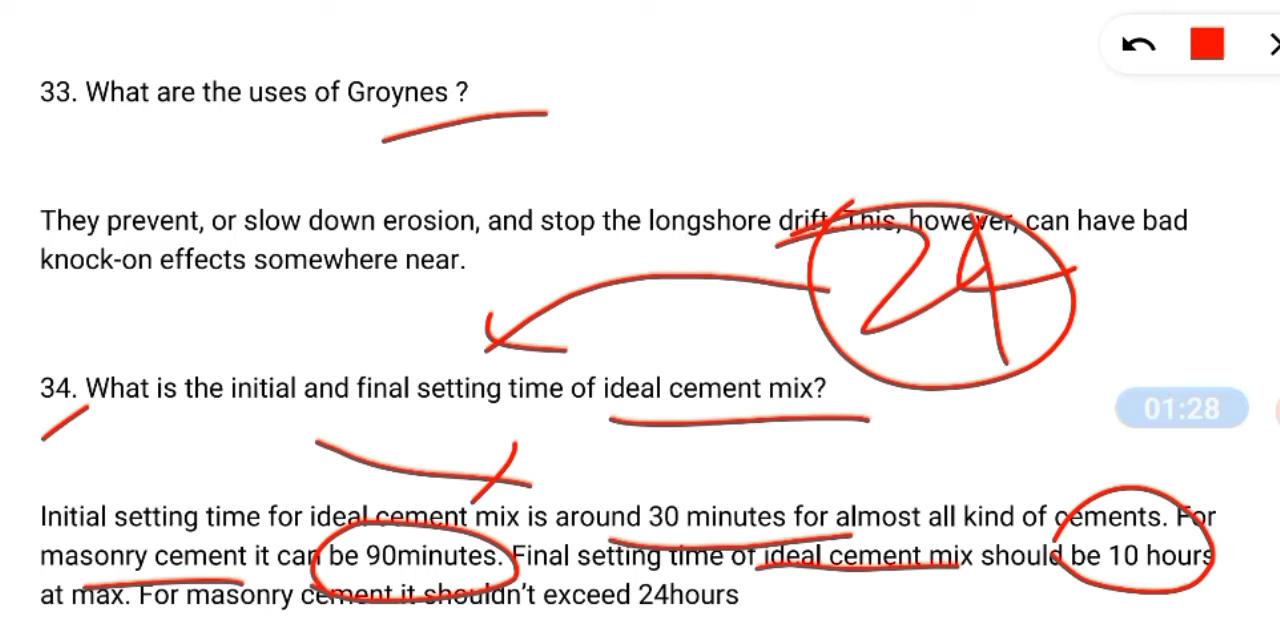 33. What are the uses of Groynes ?
They prevent, or slow down erosion, and stop the longshore drift. This, however, can have bad
knock-on effects somewhere near.
24
34. What is the initial and final setting time of ideal cement mix?
01:28
Initial setting time for ideal cement mix is around 30 minutes for almost all kind of cements. For
masonry cement it can be 90minutes. Final setting time of ideal cement mix should be 10 hours
at max. For masonry cement it shouldn't exceed 24hours